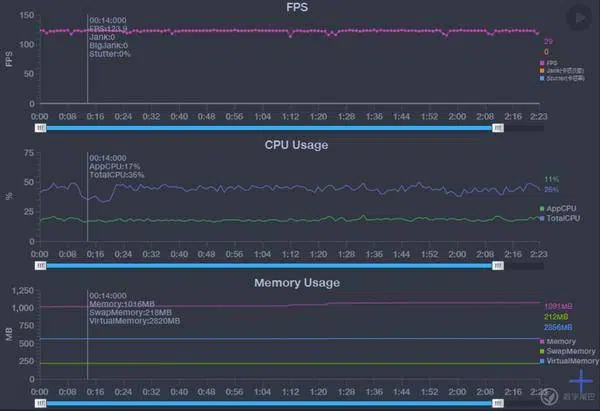 FPS
150
100
50
0
FPS
00:14:000
FPS:123.9
Jank:0
BigJank:0
Stutter:0%
29
0
FPS
Jank(卡顿次数)
Stutter(卡顿率)
0:00 0:08 0:16 0:24 0:32 0:40 0:48 0:56 1:04 1:12 1:20 1:28 1:36 1:44 1:52 2:00 2:08 2:16 2:23
CPU Usage
75
50
25
0
%
00:14:000
AppCPU:17%
TotalCPU:36%
11%
26%
AppCPU
TotalCPU
0:00 0:08 0:16 0:24 0:32 0:40 0:48 0:56 1:04 1:12 1:20 1:28 1:36 1:44 1:52 2:00 2:08 2:16 2:23
Memory Usage
1,250
1,000
750
500
250
0
MB
00:14:000
Memory:1016MB
SwapMemory:218MB
VirtualMemory:2820MB
1091MB
212MB
2856MB
Memory
SwapMemory
VirtualMemory
0:00 0:08 0:16 0:24 0:32 0:40 0:48 0:56 1:04 1:12 1:20 1:28 1:36 1:44 1:52 2:00 2:08 2:16
数字尾巴